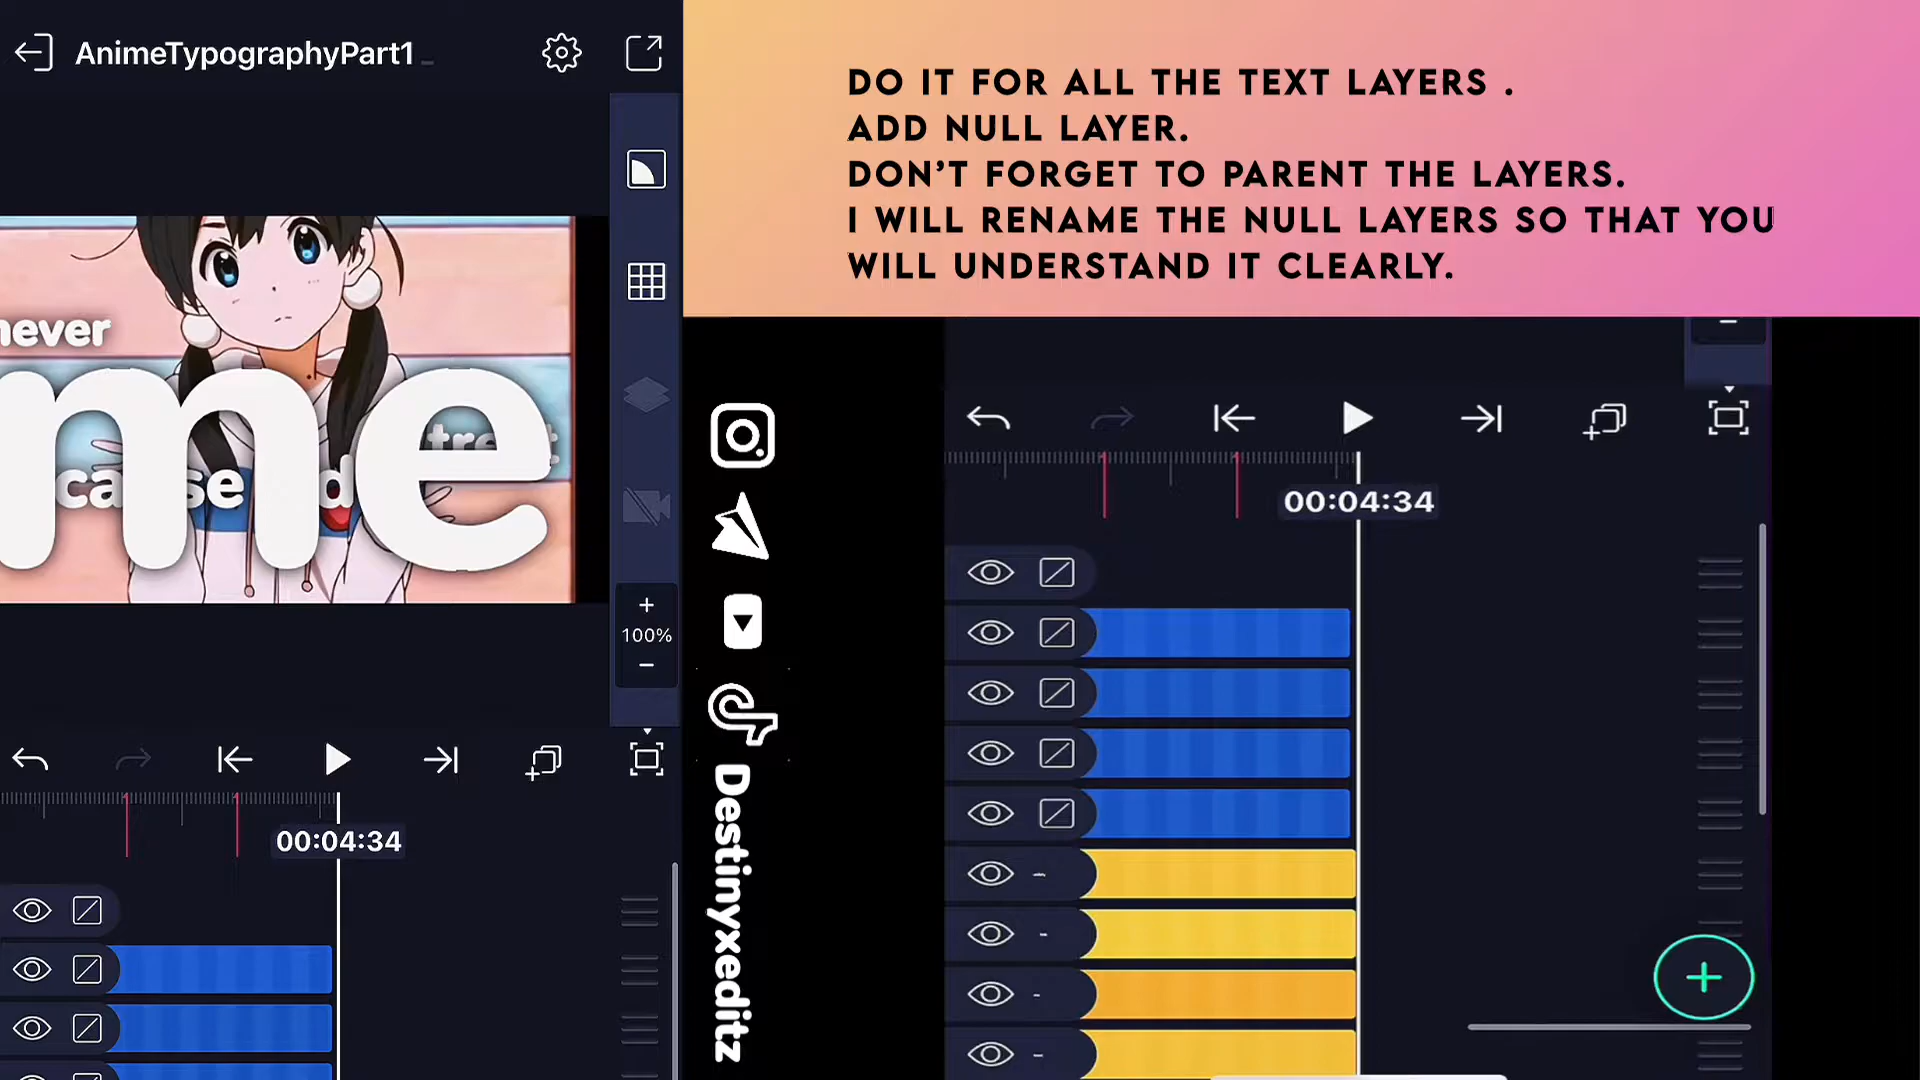 AnimeTypographyPart1
DO IT FOR ALL THE TEXT LAYERS .
ADD NULL LAYER.
DON’T FORGET TO PARENT THE LAYERS.
I WILL RENAME THE NULL LAYERS SO THAT YOU
WILL UNDERSTAND IT CLEARLY.
never
me
100%
00:04:34
00:04:34
Destinyxeditz